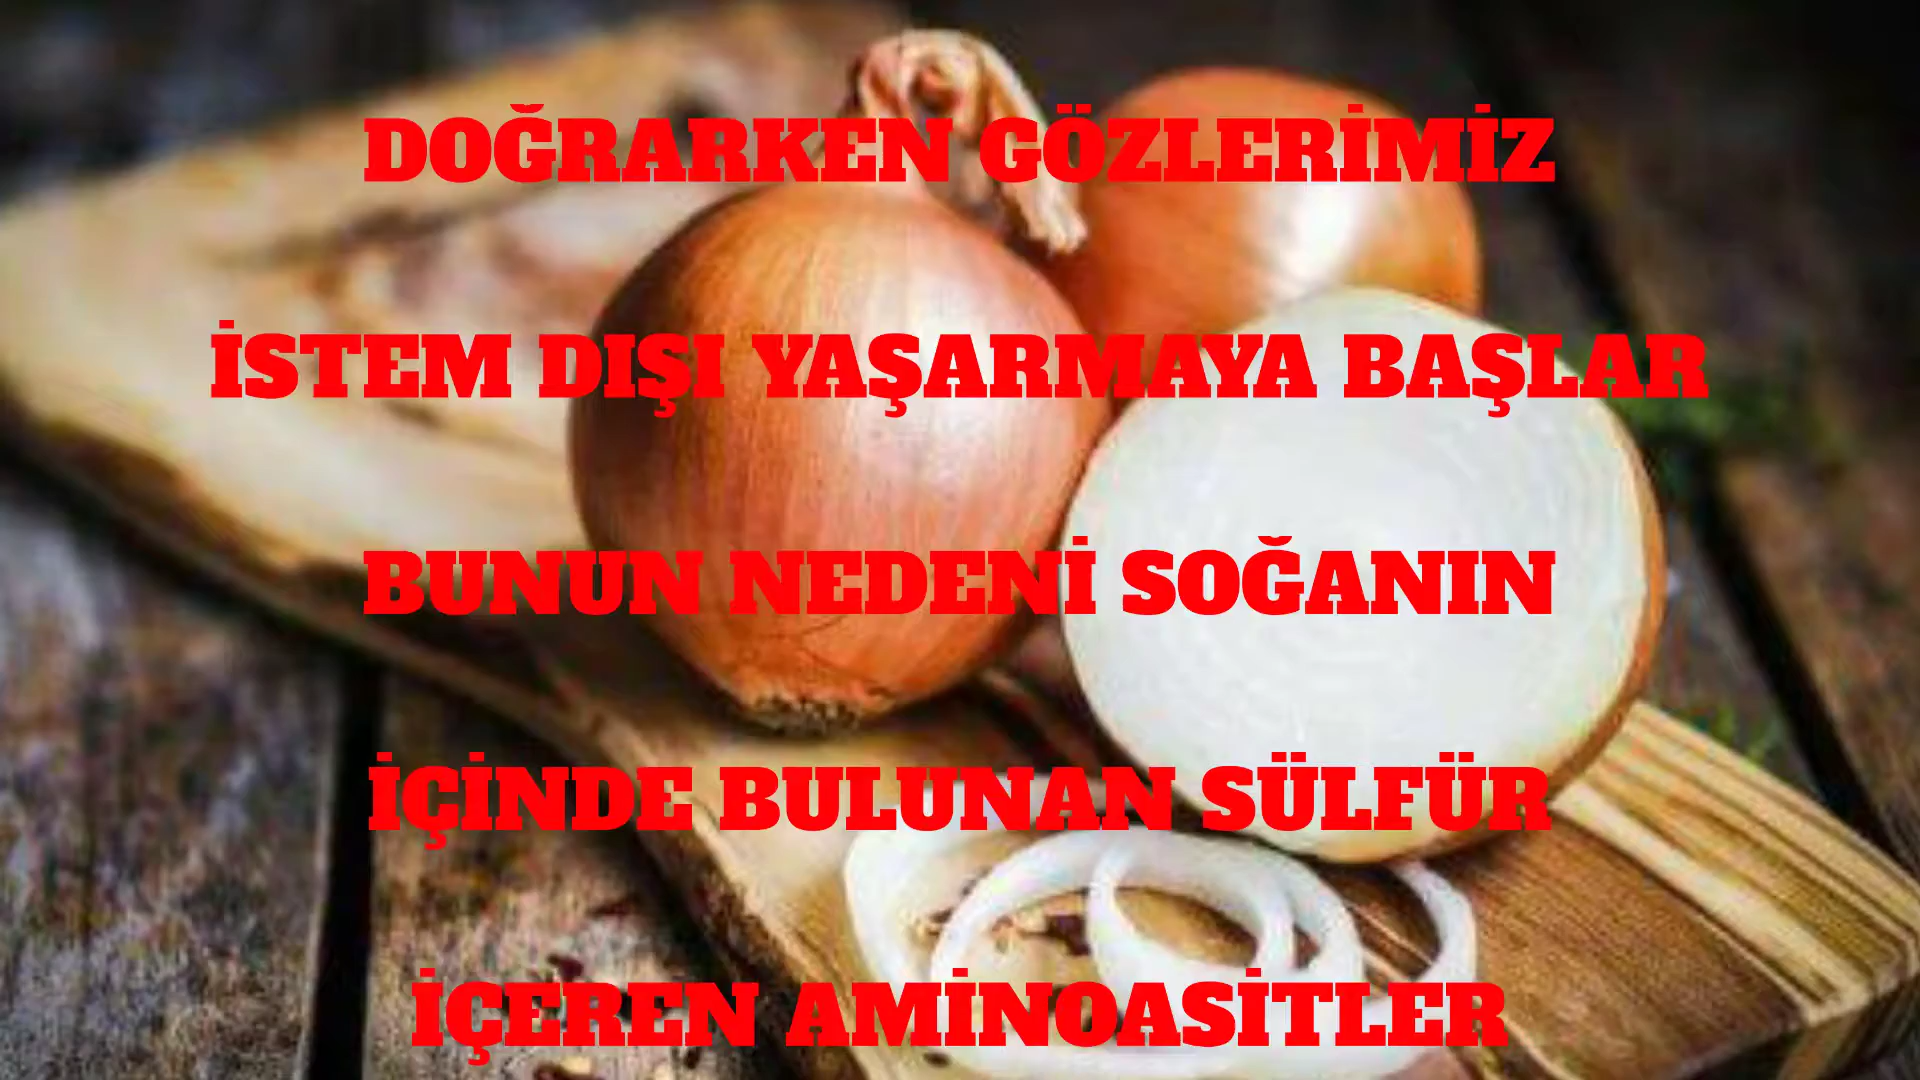 DOĞRARKEN GÖZLERİMİZ
İSTEM DIŞI YAŞARMAYA BAŞLAR
BUNUN NEDENİ SOĞANIN
İÇİNDE BULUNAN SÜLFÜR
İÇEREN AMİNOASİTLER